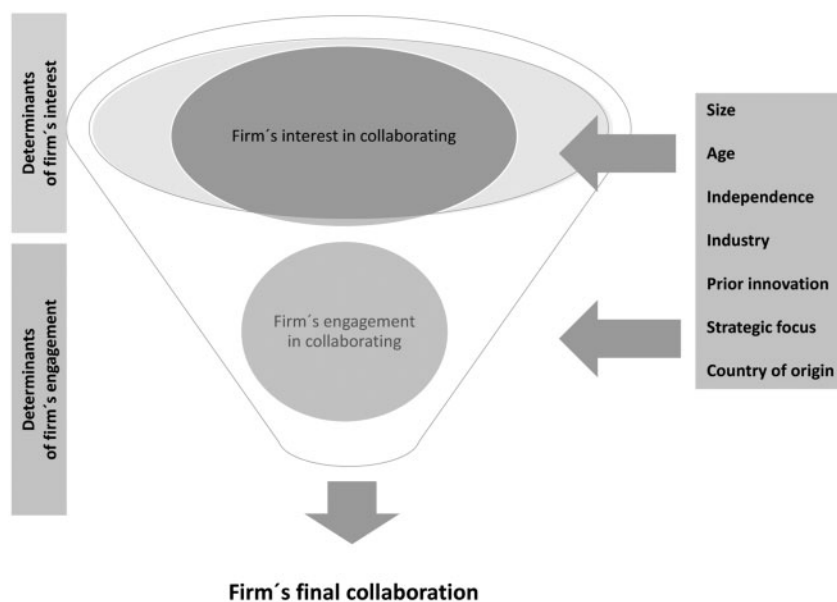 Determinants
of firm´s interest
Firm´s interest in collaborating
Size
Age
Independence
Industry
Prior innovation
Strategic focus
Country of origin
Determinants
of firm´s engagement
Firm´s engagement
in collaborating
Firm´s final collaboration